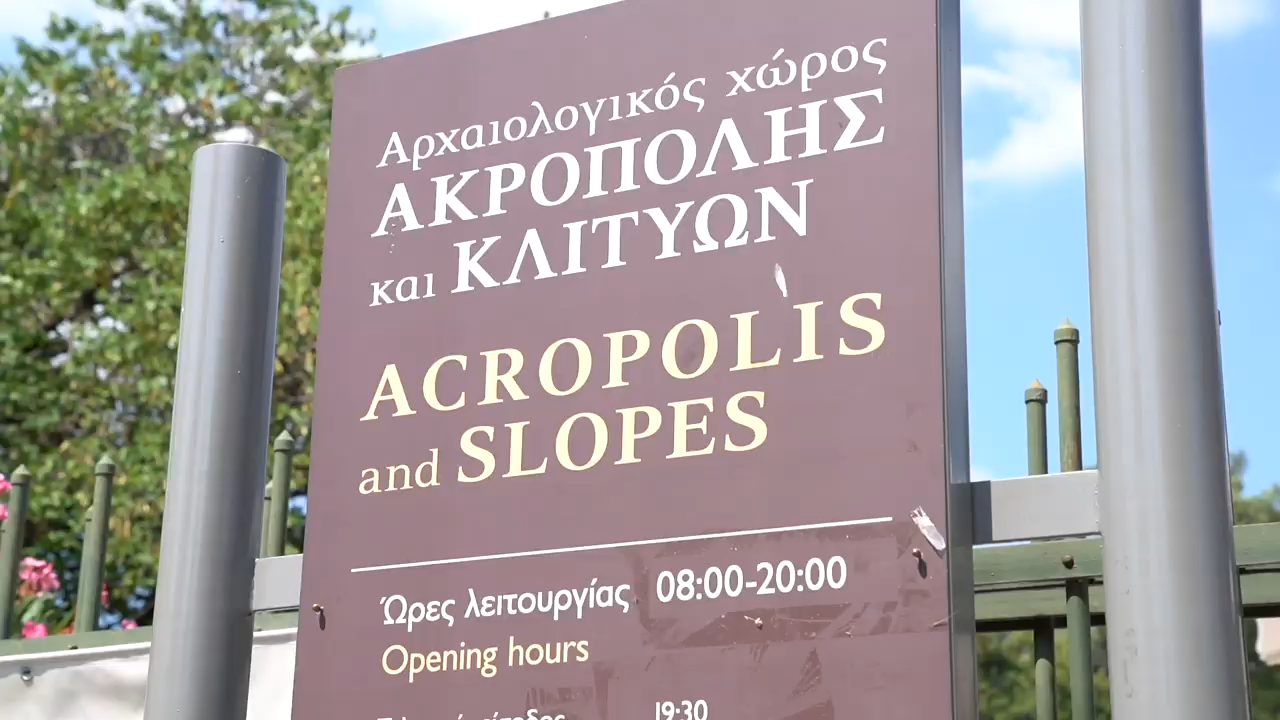 Αρχαιολογικός χώρος
ΑΚΡΟΠΟΛΗΣ
και ΚΛΙΤΥΩΝ
ACROPOLIS
and SLOPES
Ώρες λειτουργίας 08:00-20:00
Opening hours
19:30